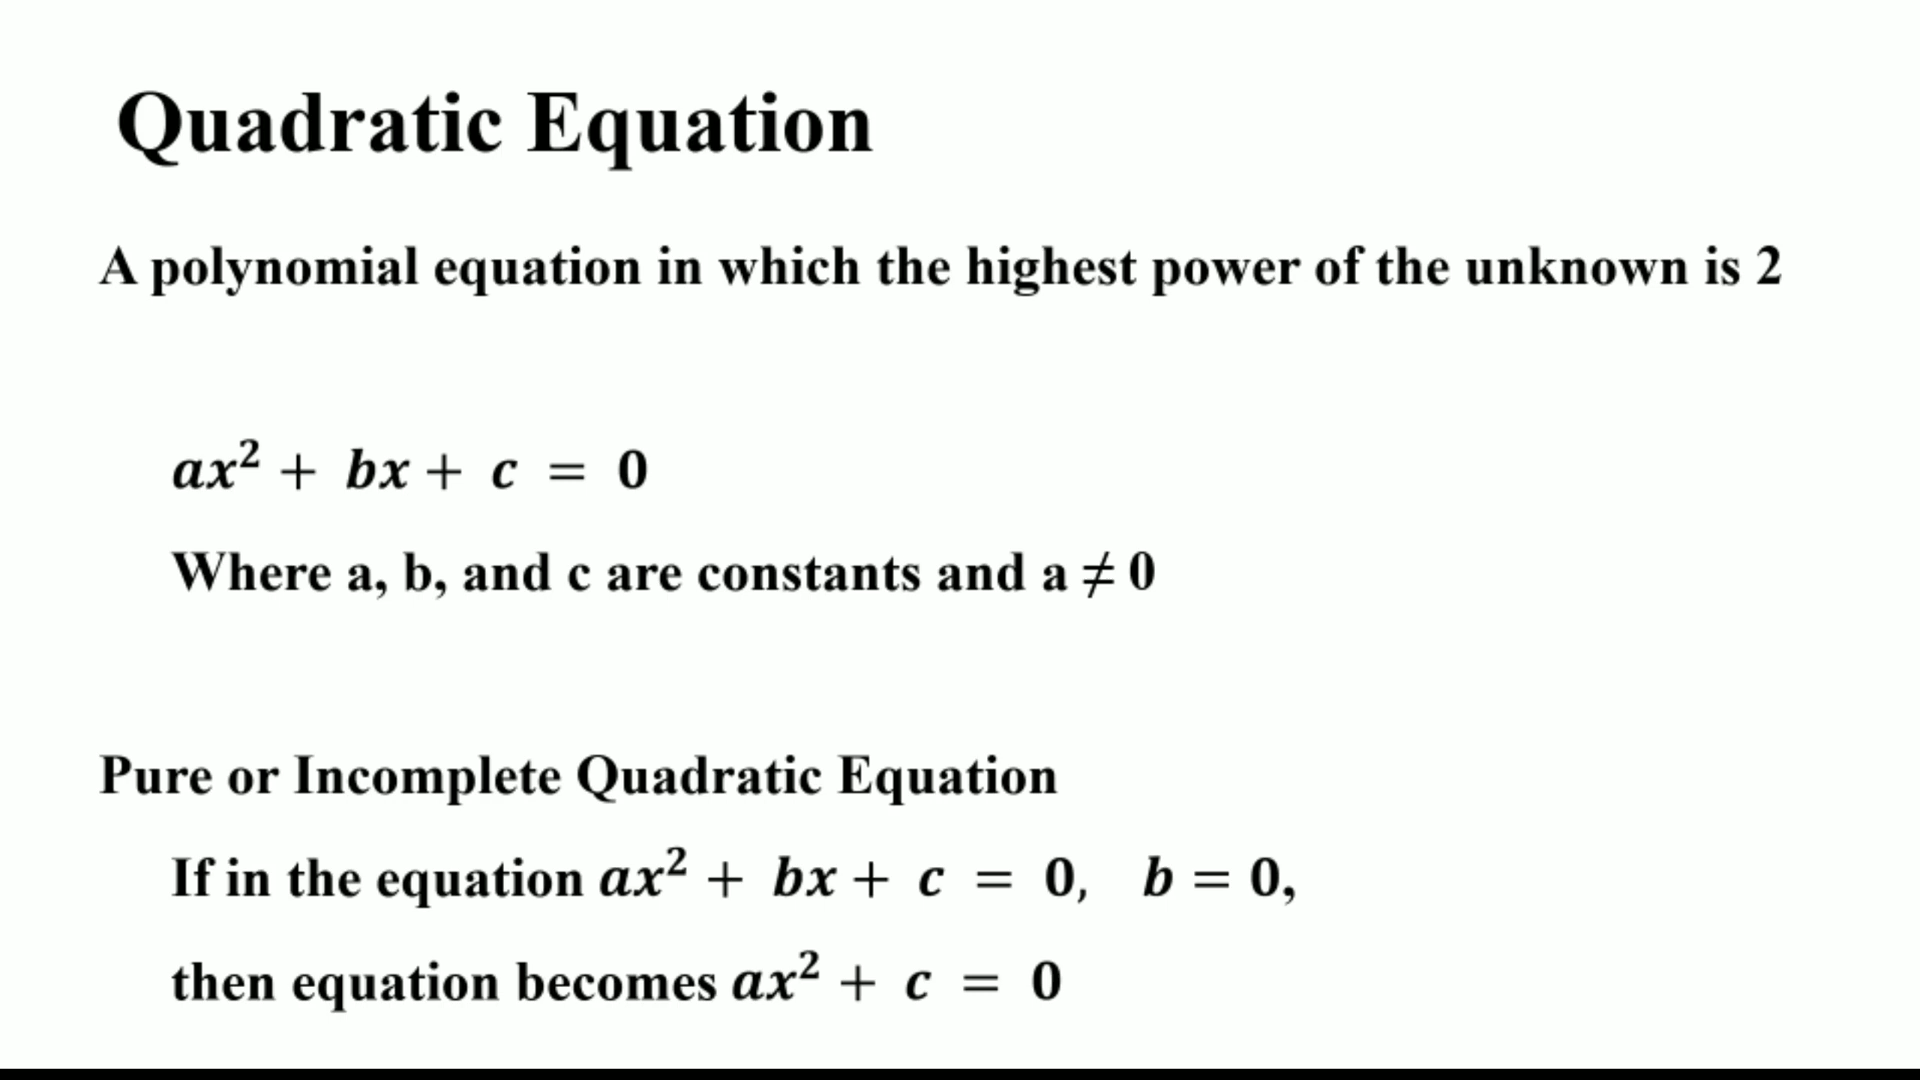 Quadratic Equation
A polynomial equation in which the highest power of the unknown is 2
ax² + bx + c = 0
Where a, b, and c are constants and a ≠ 0
Pure or Incomplete Quadratic Equation
If in the equation ax² + bx + c = 0, b = 0,
then equation becomes ax² + c = 0